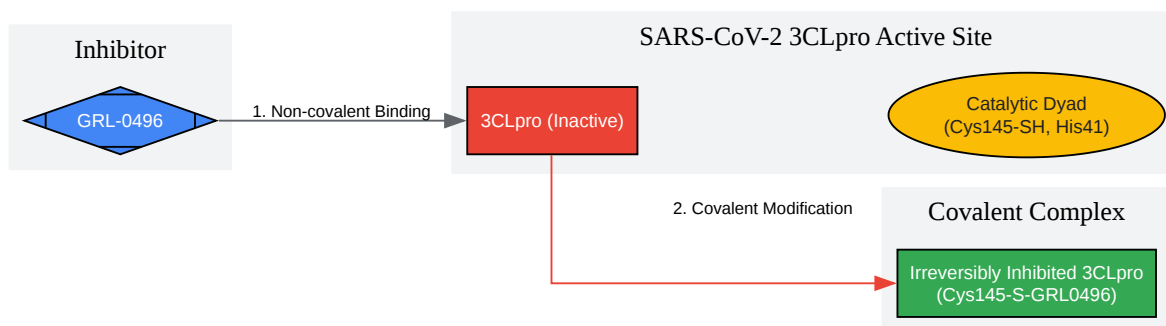 Inhibitor
GRL-0496
1. Non-covalent Binding
SARS-CoV-2 3CLpro Active Site
3CLpro (Inactive)
Catalytic Dyad
(Cys145-SH, His41)
2. Covalent Modification
Covalent Complex
Irreversibly Inhibited 3CLpro
(Cys145-S-GRL0496)